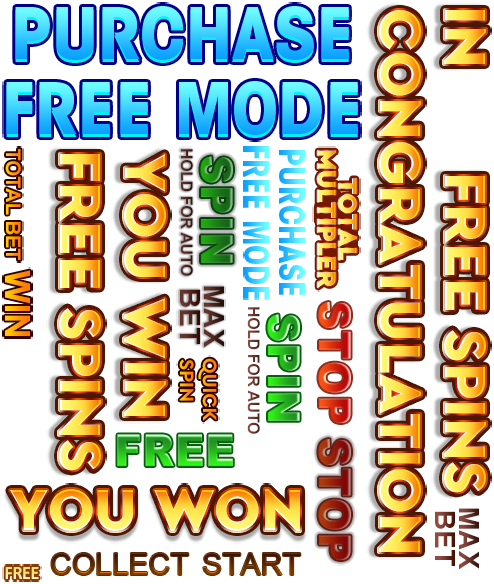 PURCHASE
FREE MODE
IN
CONGRATULATION
FREE SPINS
MAX
BET
TOTAL BET
WIN
FREE SPINS
YOU WIN
SPIN
HOLD FOR AUTO
MAX
BET
QUICK
SPIN
PURCHASE
FREE MODE
SPIN
HOLD FOR AUTO
TOTAL
MULTIPLER
STOP
STOP
FREE
YOU WON
FREE
COLLECT
START